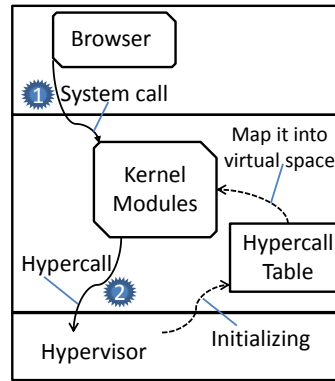 Browser
1
System call
Map it into
virtual space
Kernel
Modules
Hypercall
Table
Hypercall
2
Hypervisor
Initializing